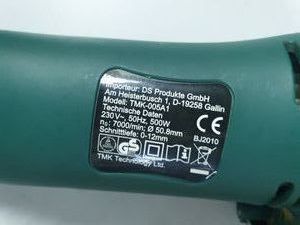 Importeur: DS Produkte GmbH
Am Heisterbusch 1, D-19258 Gallin
Modell: TMK-005A1
Technische Daten
230 V~, 50Hz, 500W
n₀: 7000/min; Ø 50.8mm
Schnitttiefe: 0-12mm
CE
BJ2010
GS
TMK Technology Ltd.